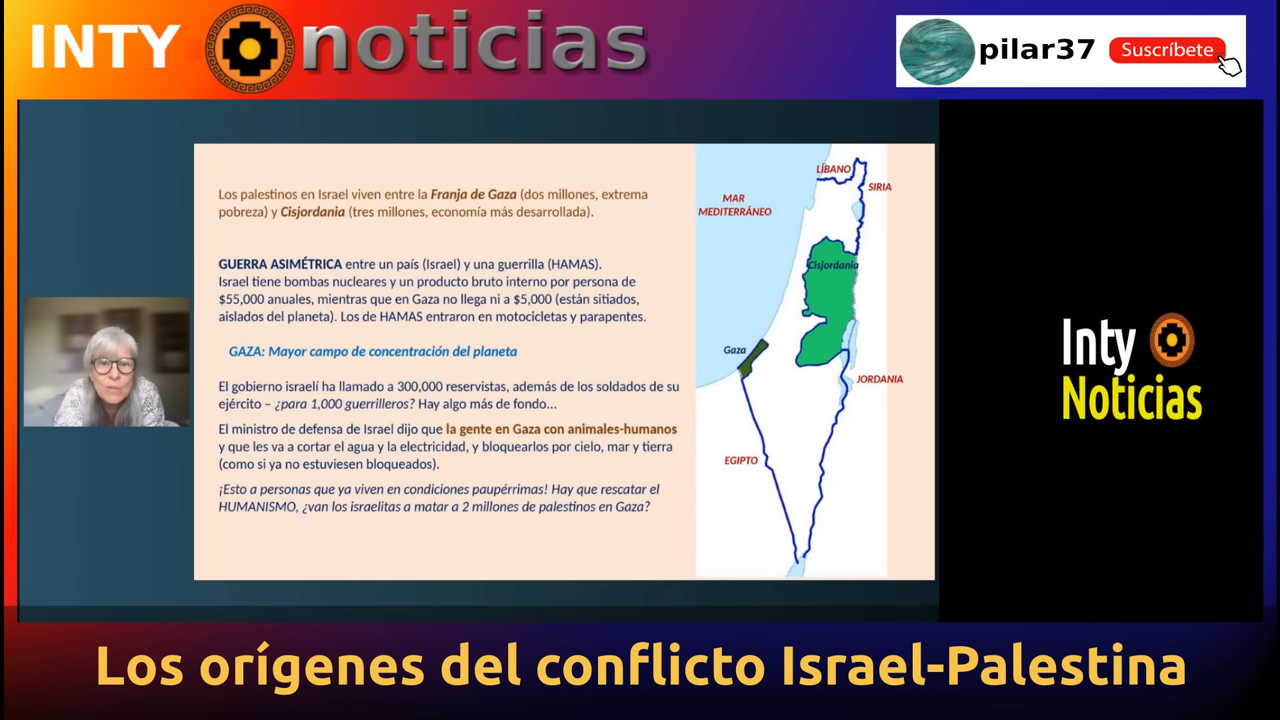 INTY noticias
pilar37 Suscríbete
Los palestinos en Israel viven entre la Franja de Gaza (dos millones, extrema
pobreza) y Cisjordania (tres millones, economía más desarrollada).
GUERRA ASIMÉTRICA entre un país (Israel) y una guerrilla (HAMAS).
Israel tiene bombas nucleares y un producto bruto interno por persona de
$55,000 anuales, mientras que en Gaza no llega ni a $5,000 (están sitiados,
aislados del planeta). Los de HAMAS entraron en motocicletas y parapentes.
GAZA: Mayor campo de concentración del planeta
El gobierno israelí ha llamado a 300,000 reservistas, además de los soldados de su
ejército – ¿para 1,000 guerrilleros? Hay algo más de fondo...
El ministro de defensa de Israel dijo que la gente en Gaza con animales-humanos
y que les va a cortar el agua y la electricidad, y bloquearlos por cielo, mar y tierra
(como si ya no estuviesen bloqueados).
¡Esto a personas que ya viven en condiciones paupérrimas! Hay que rescatar el
HUMANISMO, ¿van los israelitas a matar a 2 millones de palestinos en Gaza?
LÍBANO
SIRIA
MAR
MEDITERRÁNEO
Cisjordania
Gaza
JORDANIA
EGIPTO
Inty
Noticias
Los orígenes del conflicto Israel-Palestina